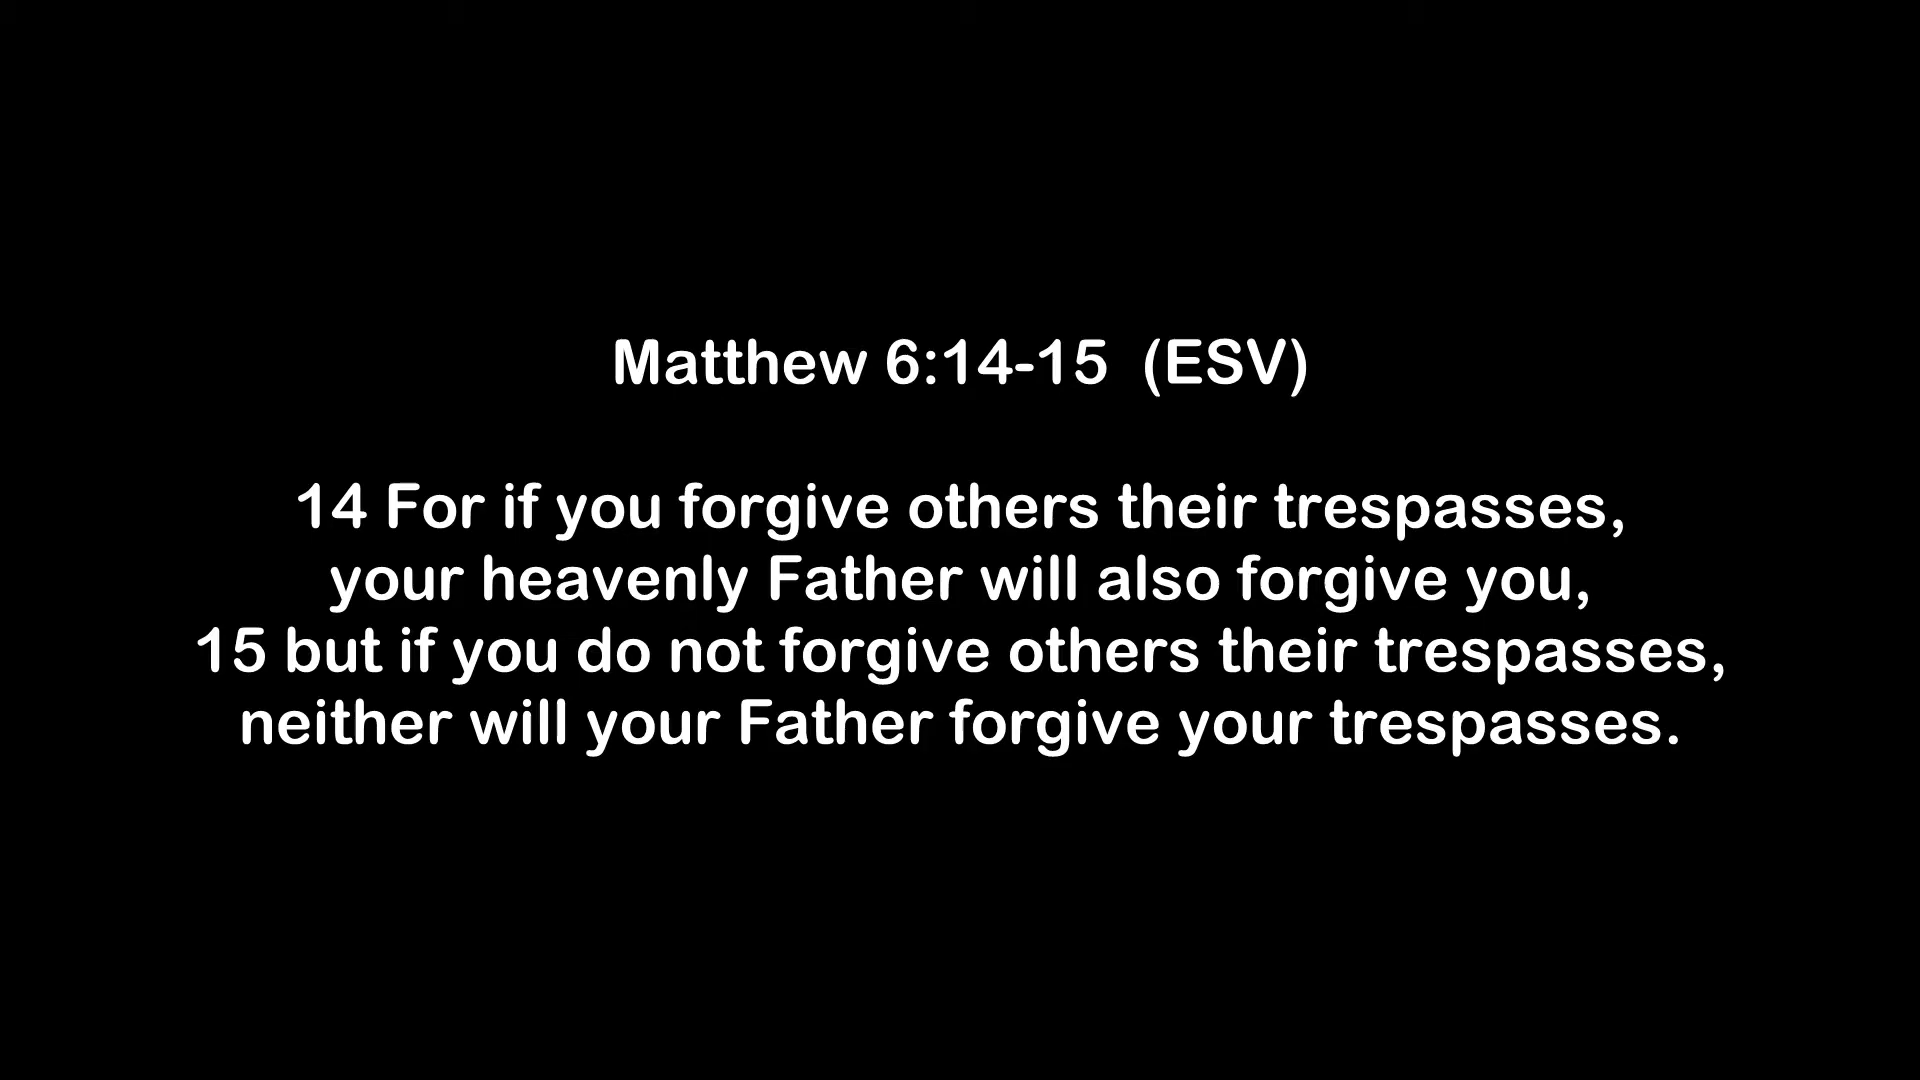 Matthew 6:14-15  (ESV)
14 For if you forgive others their trespasses,
your heavenly Father will also forgive you,
15 but if you do not forgive others their trespasses,
neither will your Father forgive your trespasses.